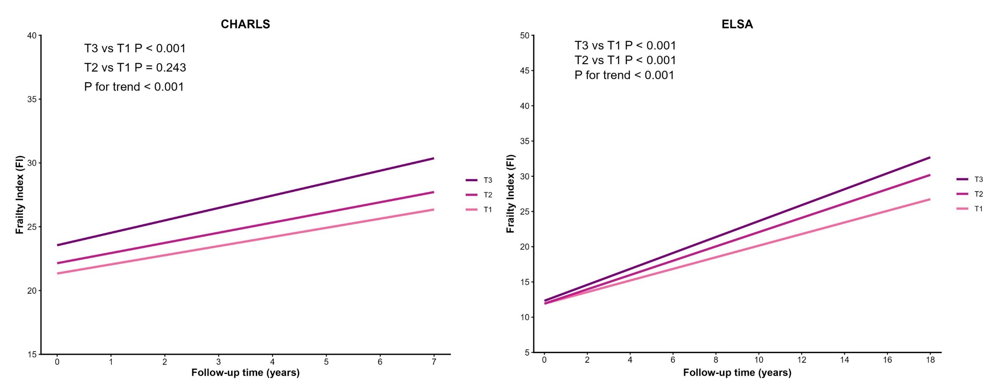 CHARLS
T3 vs T1 P < 0.001
T2 vs T1 P = 0.243
P for trend < 0.001
Frailty Index (FI)
40
35
30
25
20
15
0 1 2 3 4 5 6 7
Follow-up time (years)
T3
T2
T1
ELSA
T3 vs T1 P < 0.001
T2 vs T1 P < 0.001
P for trend < 0.001
Frailty Index (FI)
50
45
40
35
30
25
20
15
10
5
0 2 4 6 8 10 12 14 16 18
Follow-up time (years)
T3
T2
T1